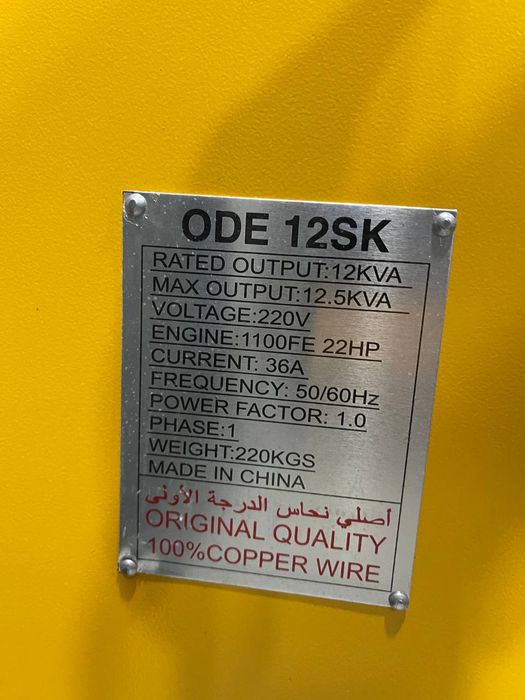 ODE 12SK
RATED OUTPUT:12KVA
MAX OUTPUT:12.5KVA
VOLTAGE:220V
ENGINE:1100FE 22HP
CURRENT: 36A
FREQUENCY: 50/60Hz
POWER FACTOR: 1.0
PHASE:1
WEIGHT:220KGS
MADE IN CHINA
أصلي نحاس الدرجة الأولى
ORIGINAL QUALITY
100%COPPER WIRE